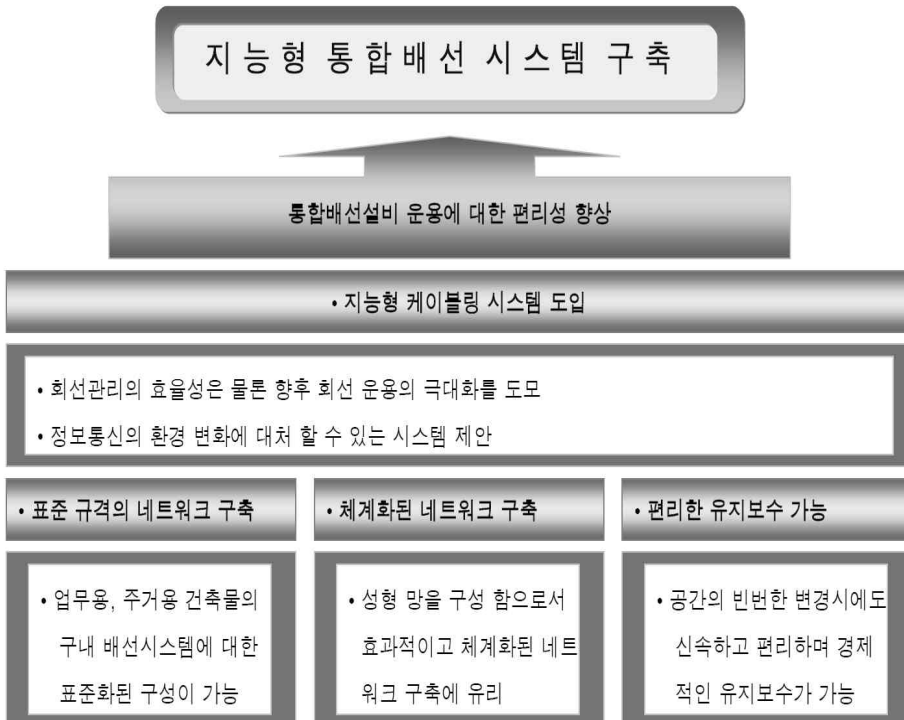 지능형 통합배선 시스템 구축
통합배선설비 운용에 대한 편리성 향상
• 지능형 케이블링 시스템 도입
• 회선관리의 효율성은 물론 향후 회선 운용의 극대화를 도모
• 정보통신의 환경 변화에 대처 할 수 있는 시스템 제안
• 표준 규격의 네트워크 구축
• 업무용, 주거용 건축물의
구내 배선시스템에 대한
표준화된 구성이 가능
• 체계화된 네트워크 구축
• 성형 망을 구성 함으로서
효과적이고 체계화된 네트
워크 구축에 유리
• 편리한 유지보수 가능
• 공간의 빈번한 변경시에도
신속하고 편리하며 경제
적인 유지보수가 가능